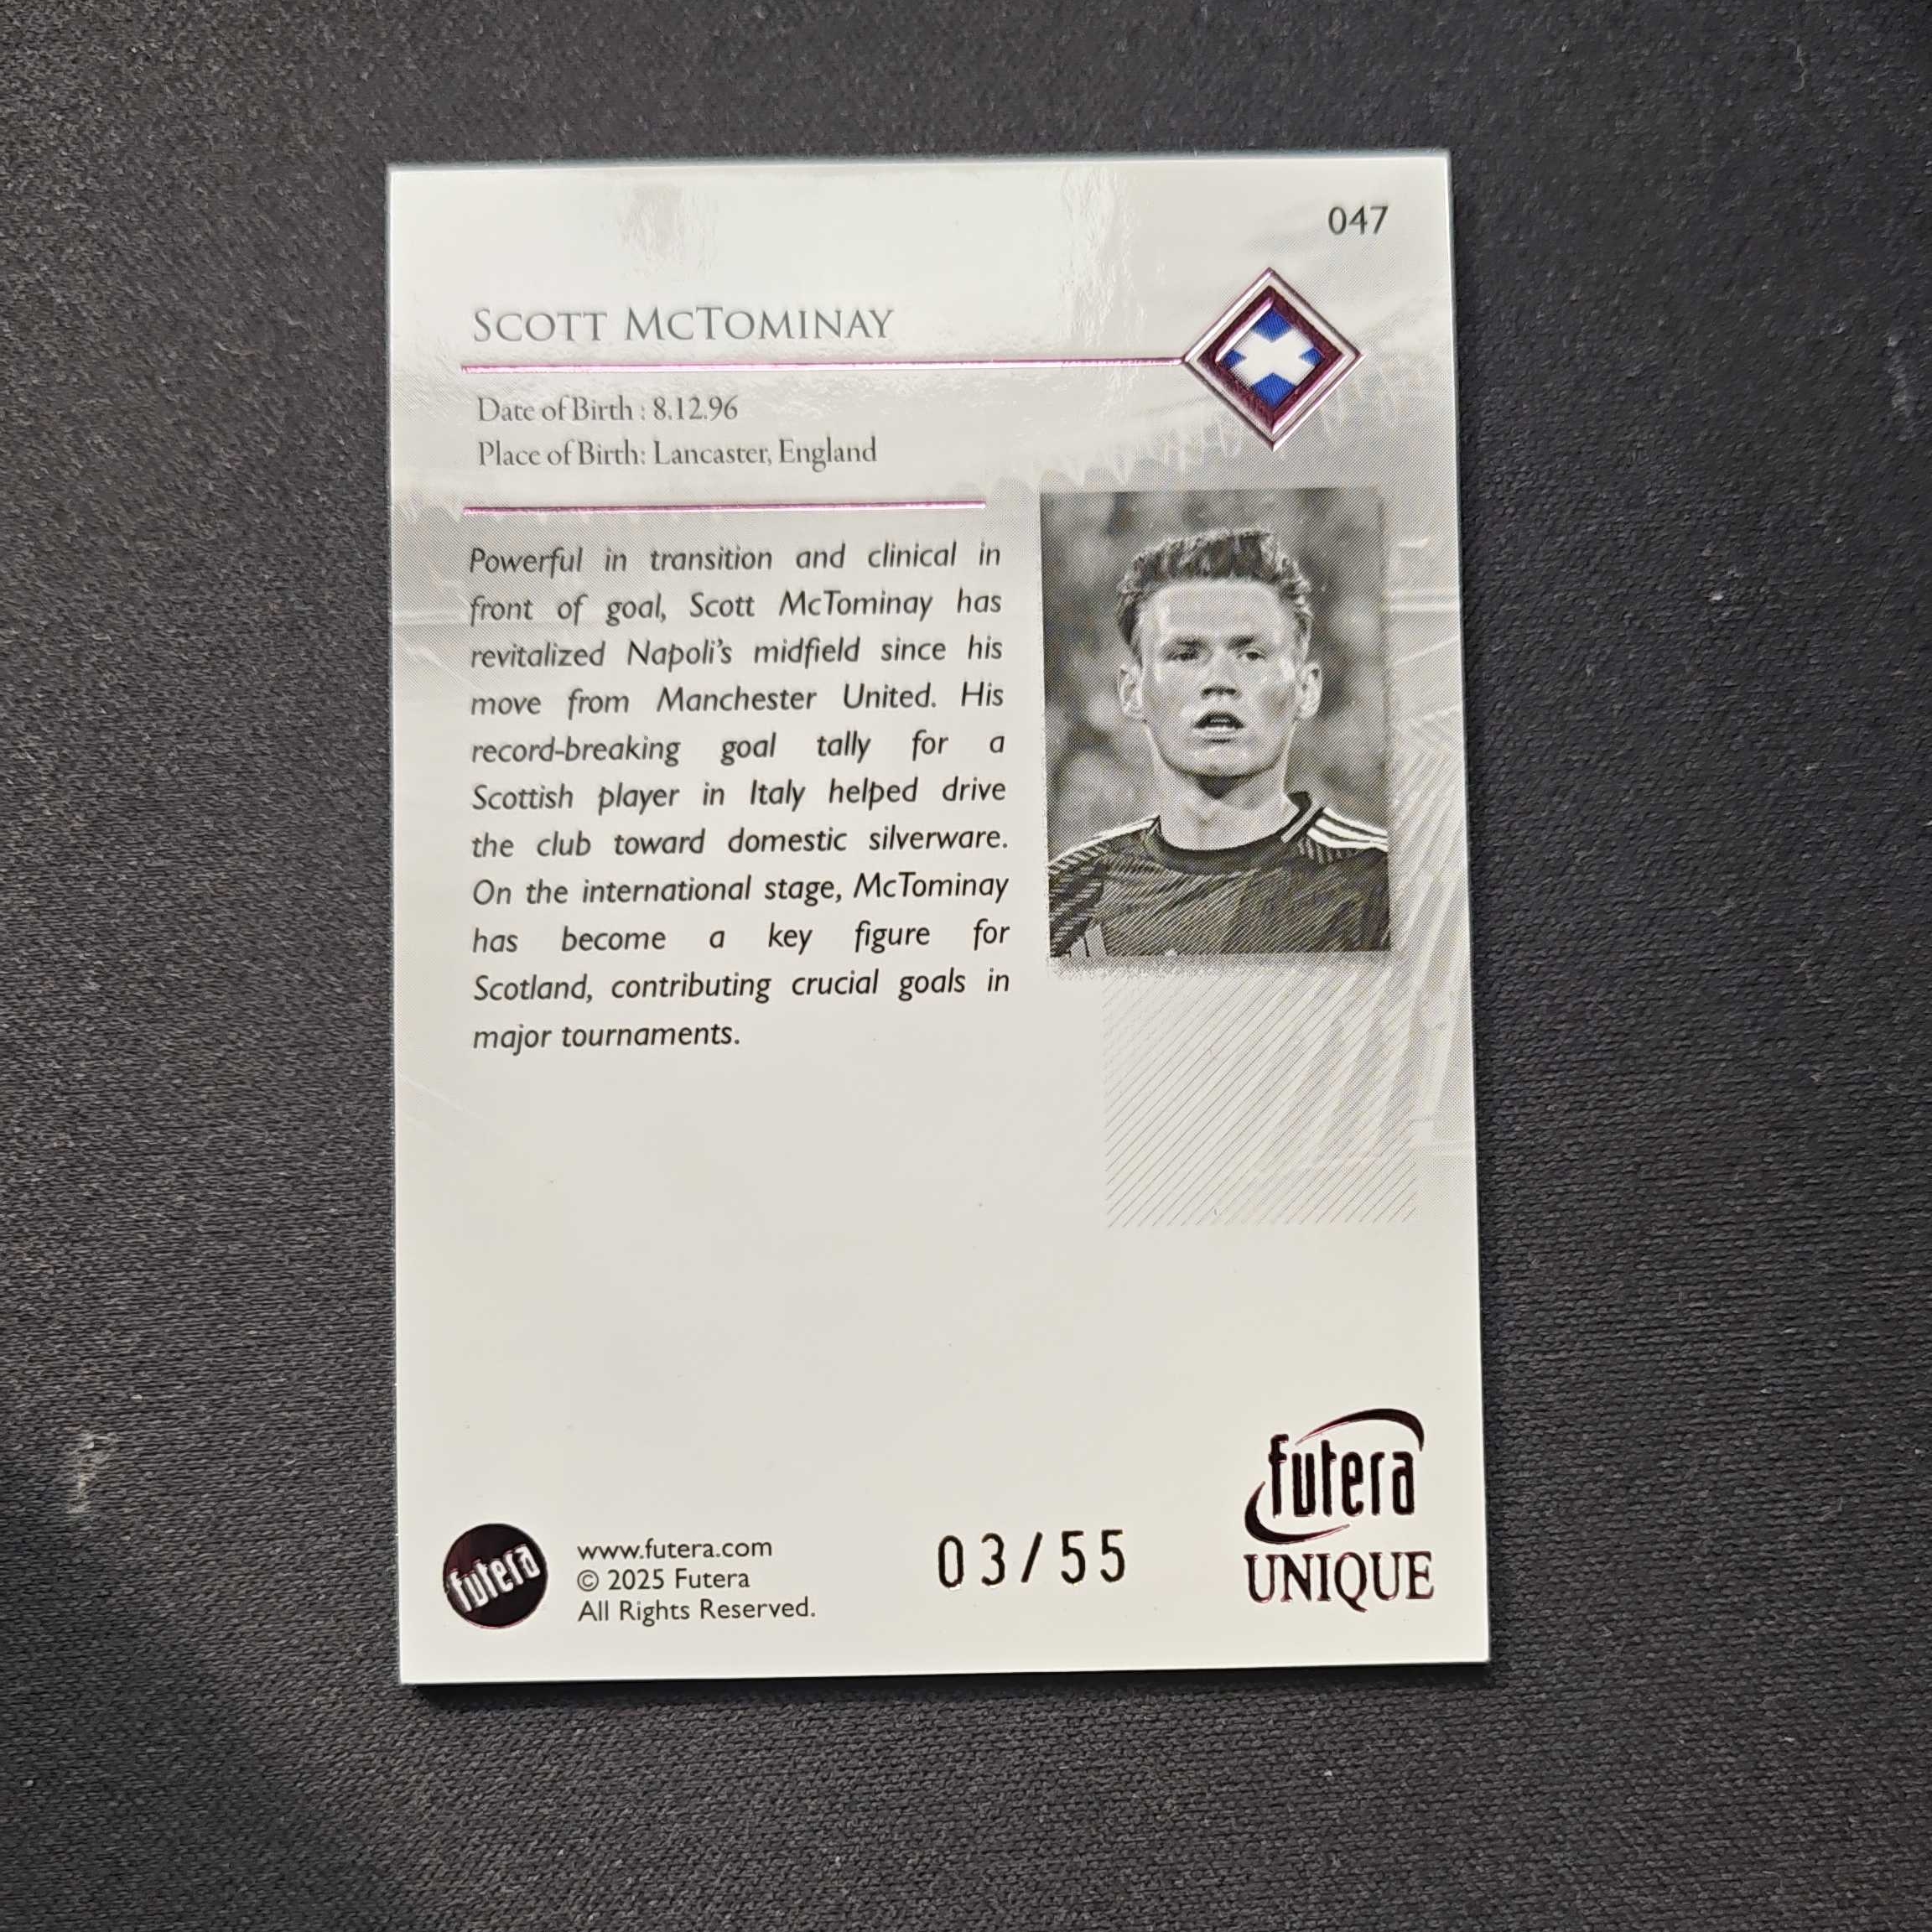 047
SCOTT MCTOMINAY
Date of Birth : 8.12.96
Place of Birth: Lancaster, England
Powerful in transition and clinical in
front of goal, Scott McTominay has
revitalized Napoli's midfield since his
move from Manchester United. His
record-breaking goal tally for a
Scottish player in Italy helped drive
the club toward domestic silverware.
On the international stage, McTominay
has become a key figure for
Scotland, contributing crucial goals in
major tournaments.
futera
www.futera.com
© 2025 Futera
All Rights Reserved.
03/55
futera
UNIQUE